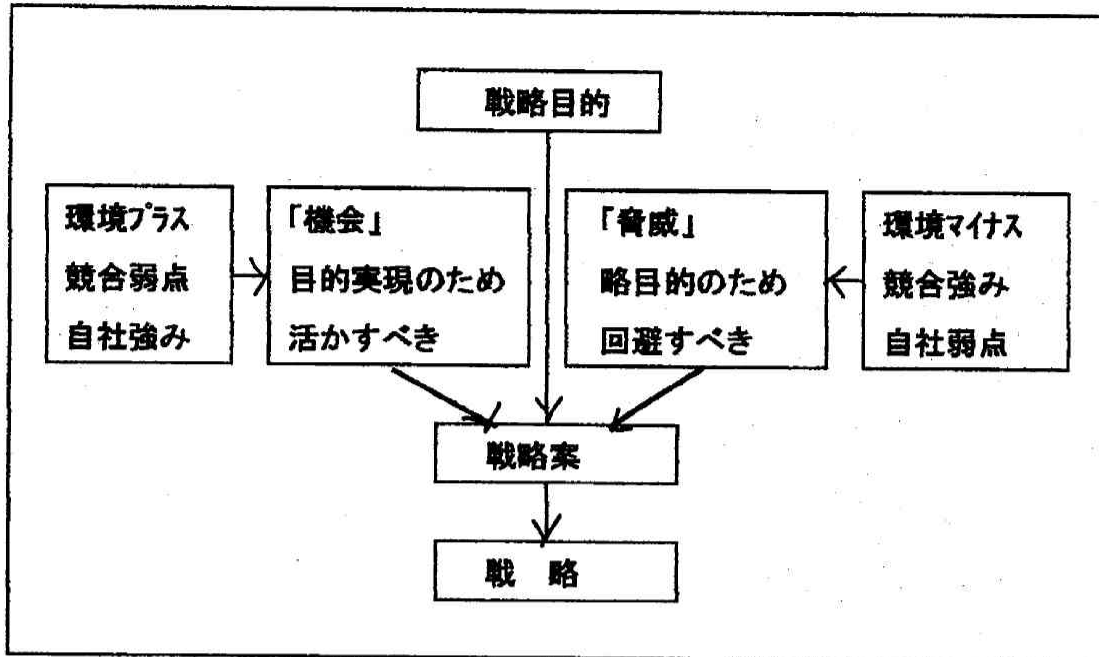 戦略目的
環境プラス
競合弱点
自社強み
「機会」
目的実現のため
活かすべき
「脅威」
略目的のため
回避すべき
環境マイナス
競合強み
自社弱点
戦略案
戦　略